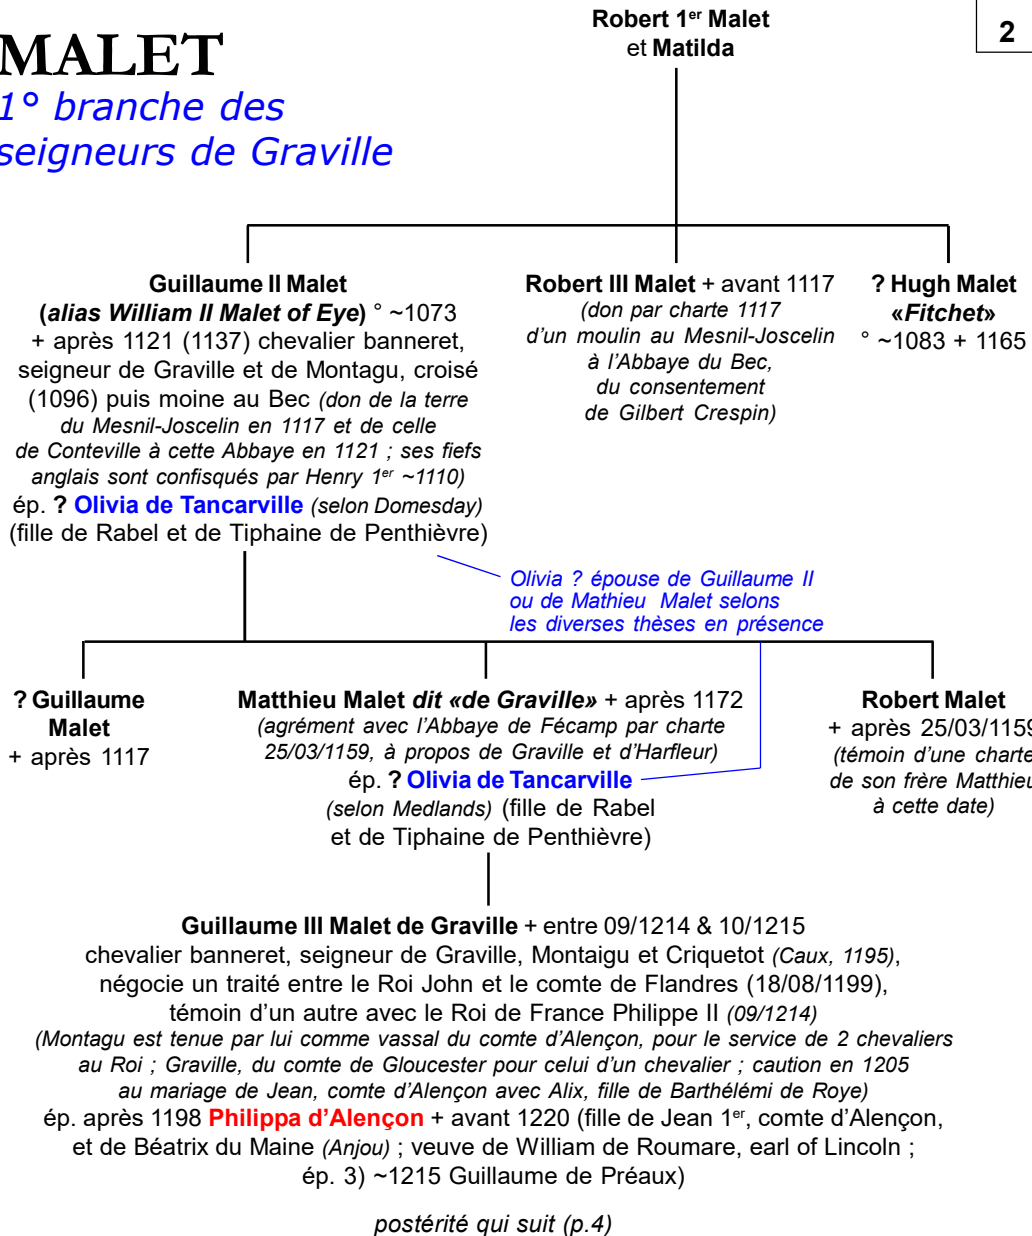 MALET
1° branche des
seigneurs de Graville
2
Robert 1er Malet
et Matilda
Guillaume II Malet
(alias William II Malet of Eye) ° ~1073
+ après 1121 (1137) chevalier banneret,
seigneur de Graville et de Montagu, croisé
(1096) puis moine au Bec (don de la terre
du Mesnil-Joscelin en 1117 et de celle
de Conteville à cette Abbaye en 1121 ; ses fiefs
anglais sont confisqués par Henry 1er ~1110)
ép. ? Olivia de Tancarville (selon Domesday)
(fille de Rabel et de Tiphaine de Penthièvre)
Robert III Malet + avant 1117
(don par charte 1117
d'un moulin au Mesnil-Joscelin
à l'Abbaye du Bec,
du consentement
de Gilbert Crespin)
? Hugh Malet
«Fitchet»
° ~1083 + 1165
Olivia ? épouse de Guillaume II
ou de Mathieu Malet selons
les diverses thèses en présence
? Guillaume
Malet
+ après 1117
Matthieu Malet dit «de Graville» + après 1172
(agrément avec l'Abbaye de Fécamp par charte
25/03/1159, à propos de Graville et d'Harfleur)
ép. ? Olivia de Tancarville
(selon Medlands) (fille de Rabel
et de Tiphaine de Penthièvre)
Robert Malet
+ après 25/03/1159
(témoin d'une charte
de son frère Matthieu
à cette date)
Guillaume III Malet de Graville + entre 09/1214 & 10/1215
chevalier banneret, seigneur de Graville, Montaigu et Criquetot (Caux, 1195),
négocie un traité entre le Roi John et le comte de Flandres (18/08/1199),
témoin d'un autre avec le Roi de France Philippe II (09/1214)
(Montagu est tenue par lui comme vassal du comte d'Alençon, pour le service de 2 chevaliers
au Roi ; Graville, du comte de Gloucester pour celui d'un chevalier ; caution en 1205
au mariage de Jean, comte d'Alençon avec Alix, fille de Barthélémi de Roye)
ép. après 1198 Philippa d'Alençon + avant 1220 (fille de Jean 1er, comte d'Alençon,
et de Béatrix du Maine (Anjou) ; veuve de William de Roumare, earl of Lincoln ;
ép. 3) ~1215 Guillaume de Préaux)
postérité qui suit (p.4)